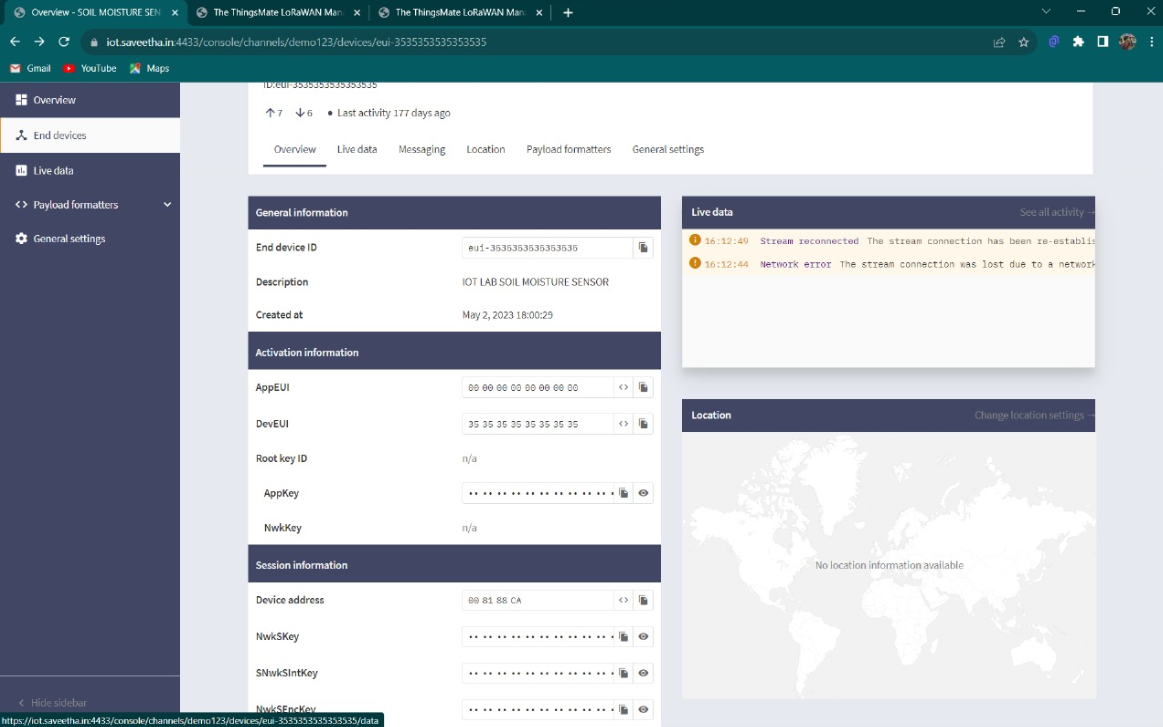 Overview - SOIL MOISTURE SEN
The ThingsMate LoRaWAN Man
The ThingsMate LoRaWAN Man
iot.saveetha.in:4433/console/channels/demo123/devices/eui-3535353535353535
Gmail
YouTube
Maps
Overview
End devices
Live data
Payload formatters
General settings
Hide sidebar
ID:eui-3535353535353535
7 6 • Last activity 177 days ago
Overview Live data Messaging Location Payload formatters General settings
General information
End device ID eui-3535353535353535
Description IOT LAB SOIL MOISTURE SENSOR
Created at May 2, 2023 18:00:29
Activation information
AppEUI 00 00 00 00 00 00 00 00
DevEUI 35 35 35 35 35 35 35 35
Root key ID n/a
AppKey
NwkKey n/a
Session information
Device address 00 81 88 CA
NwkSKey
SNwkSIntKey
NwkSEncKey
Live data See all activity →
16:12:49 Stream reconnected The stream connection has been re-establis
16:12:44 Network error The stream connection was lost due to a network
Location Change location settings →
No location information available
https://iot.saveetha.in:4433/console/channels/demo123/devices/eui-3535353535353535/data